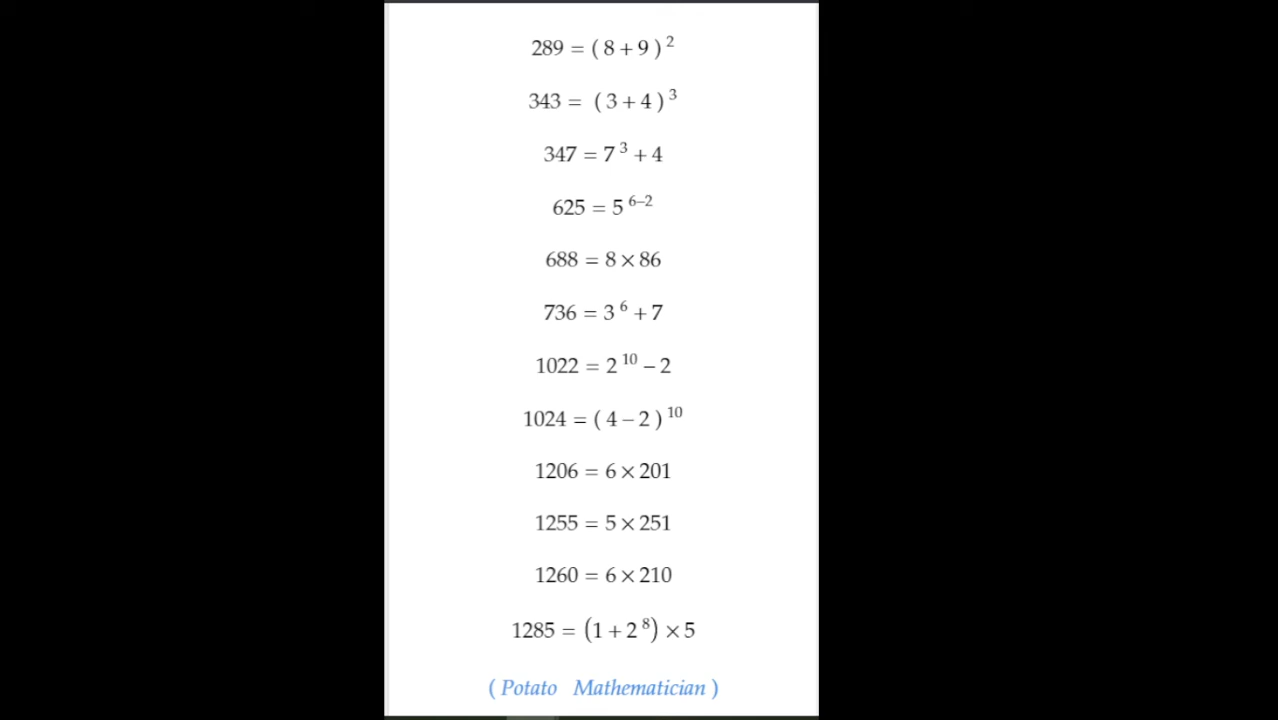 289 = ( 8 + 9 ) ²
343 = ( 3 + 4 ) ³
347 = 7 ³ + 4
625 = 5 ⁶⁻²
688 = 8 × 86
736 = 3 ⁶ + 7
1022 = 2 ¹⁰ – 2
1024 = ( 4 – 2 ) ¹⁰
1206 = 6 × 201
1255 = 5 × 251
1260 = 6 × 210
1285 = (1 + 2 ⁸) × 5
( Potato Mathematician )